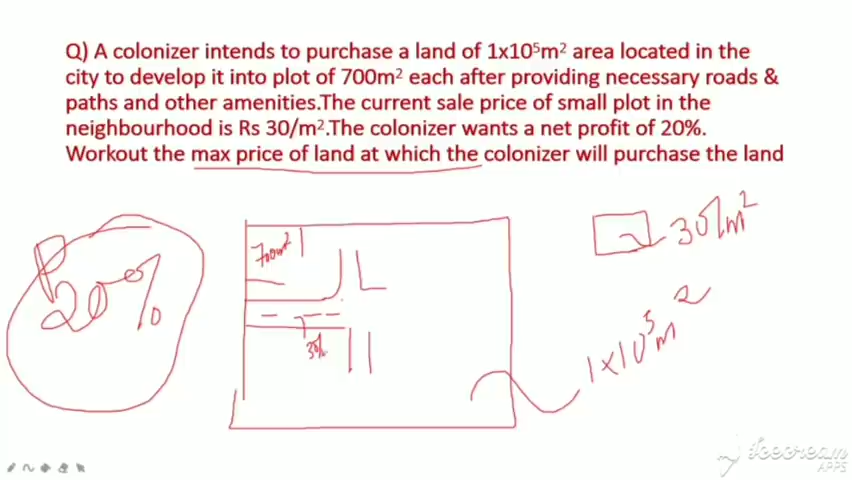 Q) A colonizer intends to purchase a land of 1x10⁵m² area located in the
city to develop it into plot of 700m² each after providing necessary roads &
paths and other amenities.The current sale price of small plot in the
neighbourhood is Rs 30/m².The colonizer wants a net profit of 20%.
Workout the max price of land at which the colonizer will purchase the land
P
20%
700m²
30%
30/m²
1x10⁵m²
Icecream
APPS